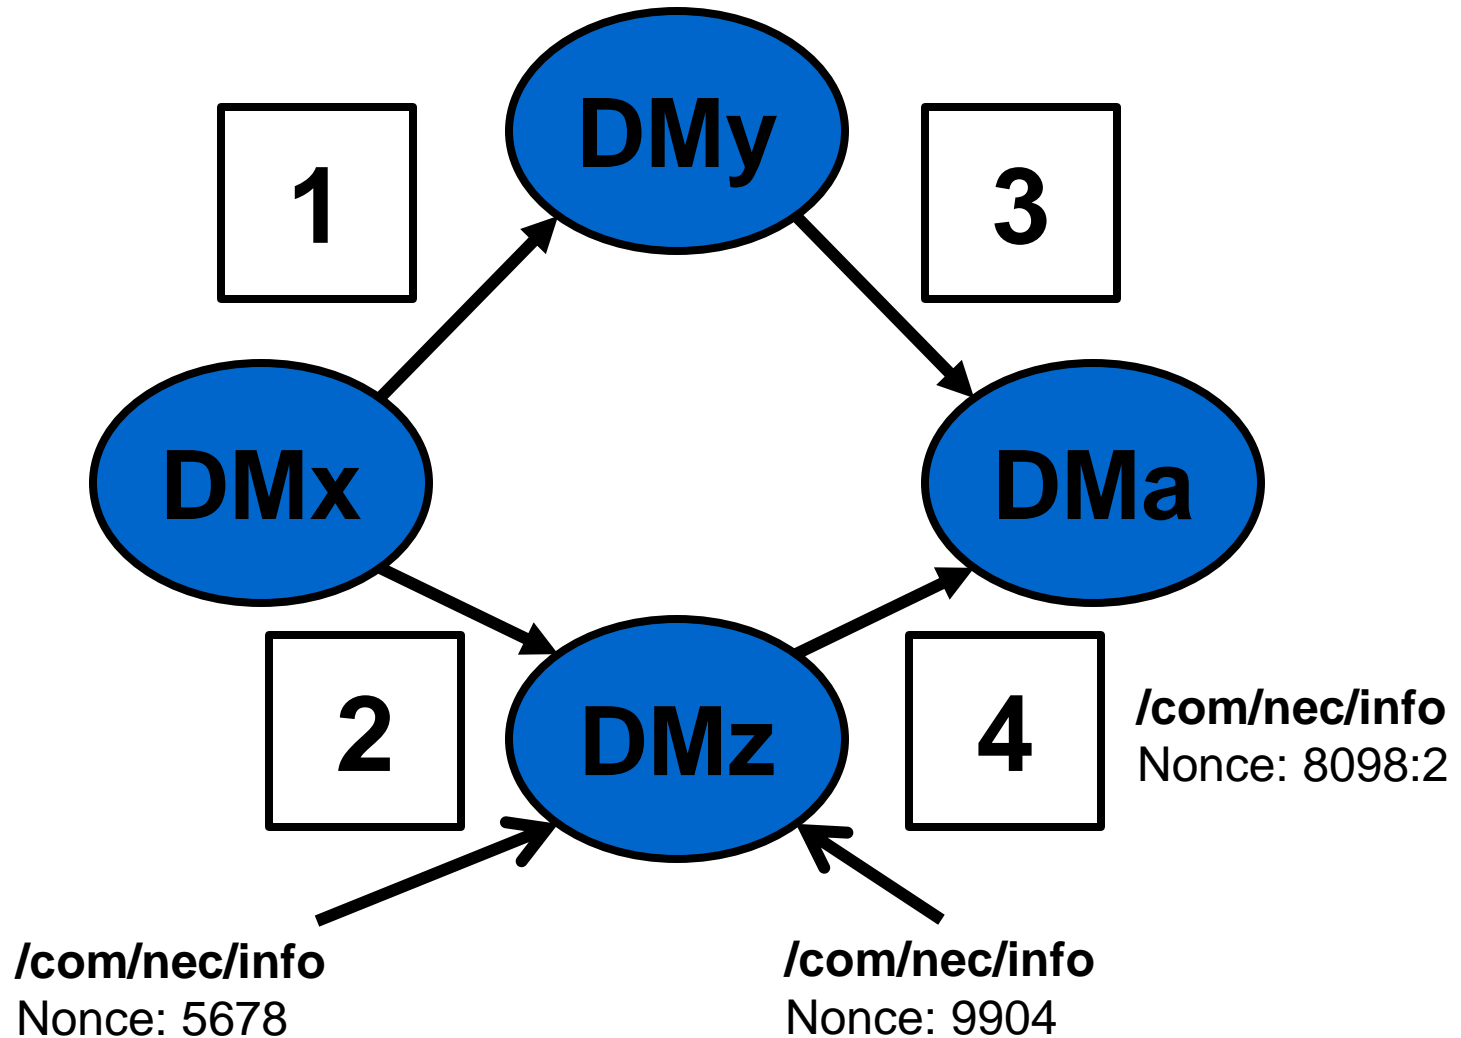 DMy
1
3
DMx
DMa
2
DMz
4
/com/nec/info
Nonce: 8098:2
/com/nec/info
Nonce: 5678
/com/nec/info
Nonce: 9904